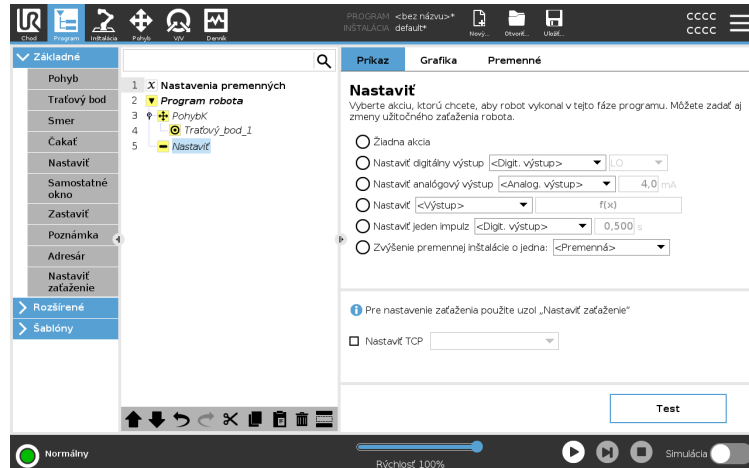 PROGRAM <bez názvu>*
INŠTALÁCIA default*
Chod Program Inštalácia Pohyb V/V Denník
Nový... Otvoriť... Uložiť...
cccc
cccc
Základné
Pohyb
Traťový bod
Smer
Čakať
Nastaviť
Samostatné
okno
Zastaviť
Poznámka
Adresár
Nastaviť
zaťaženie
Rozšírené
Šablóny
1 X Nastavenia premenných
2 Program robota
3 PohybK
4 Traťový_bod_1
5 Nastaviť
Príkaz Grafika Premenné
Nastaviť
Vyberte akciu, ktorú chcete, aby robot vykonal v tejto fáze programu. Môžete zadať aj
zmeny užitočného zaťaženia robota.
Žiadna akcia
Nastaviť digitálny výstup <Digit. výstup> LO
Nastaviť analógový výstup <Analog. výstup> 4,0 mA
Nastaviť <Výstup> f(x)
Nastaviť jeden impulz <Digit. výstup> 0,500 s
Zvýšenie premennej inštalácie o jedna: <Premenná>
Pre nastavenie zaťaženia použite uzol „Nastaviť zaťaženie"
Nastaviť TCP
Test
Normálny
Rýchlosť 100%
Simulácia